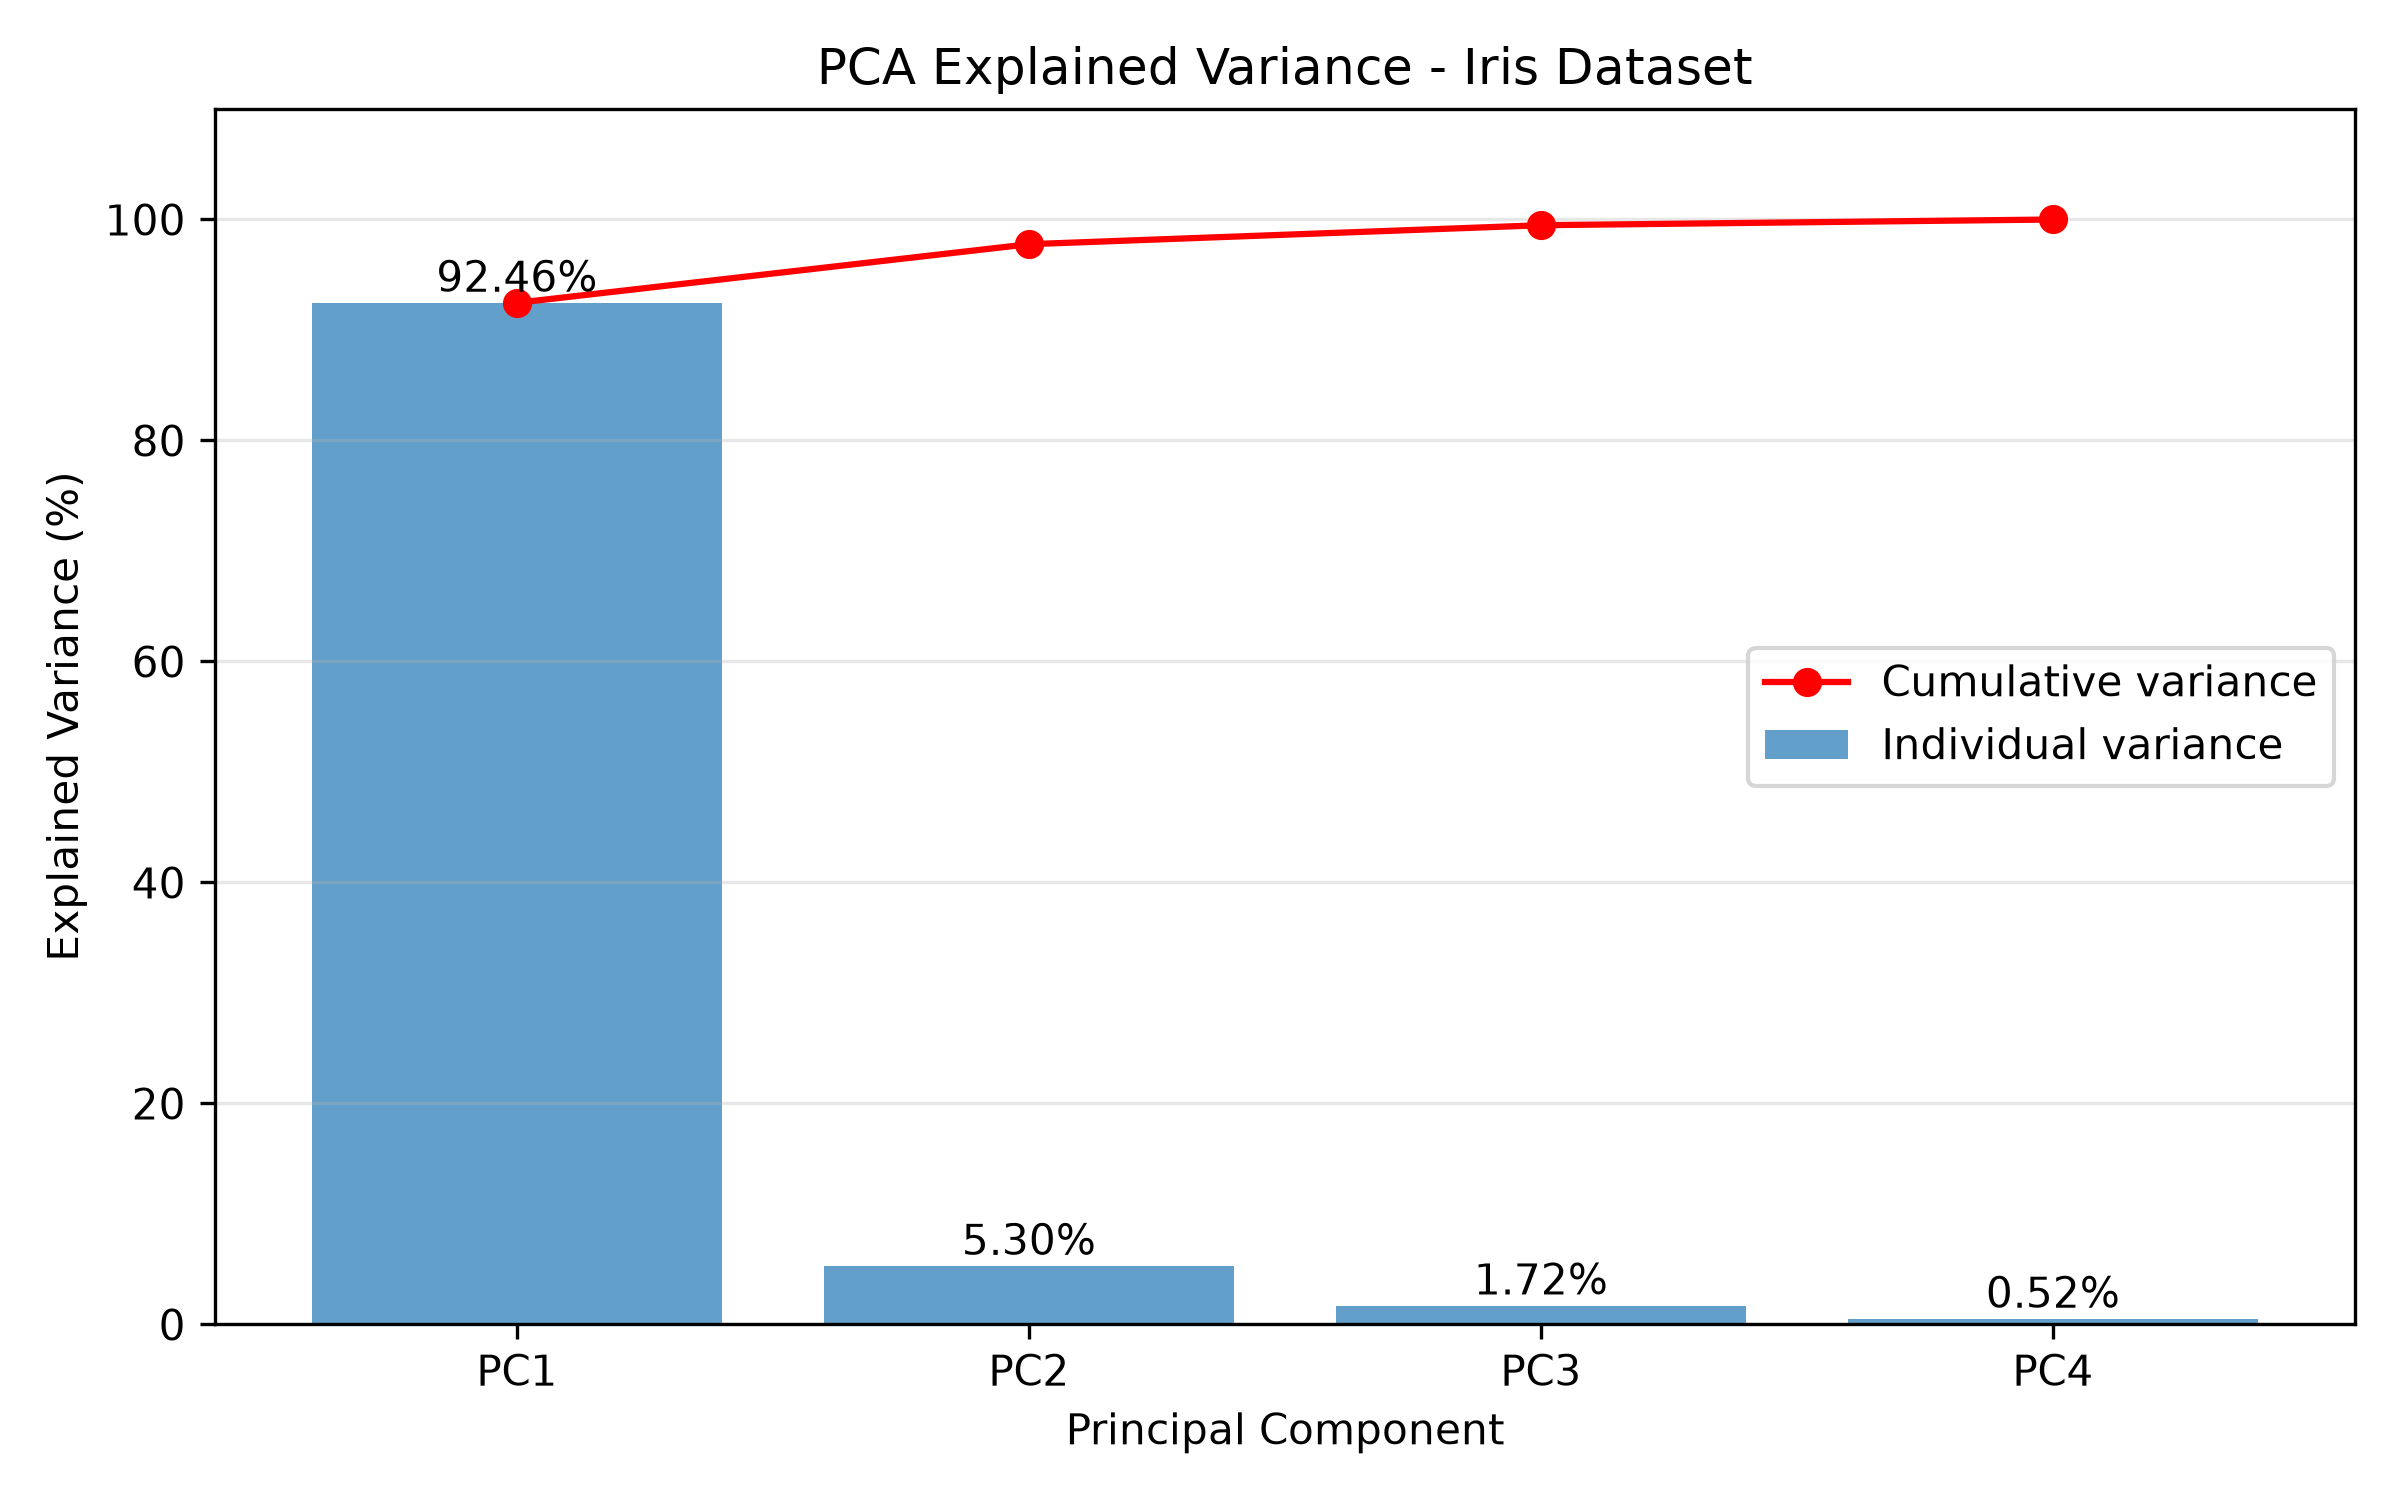 PCA Explained Variance - Iris Dataset
Explained Variance (%)
100
80
60
40
20
0
92.46%
5.30%
1.72%
0.52%
Cumulative variance
Individual variance
PC1
PC2
PC3
PC4
Principal Component